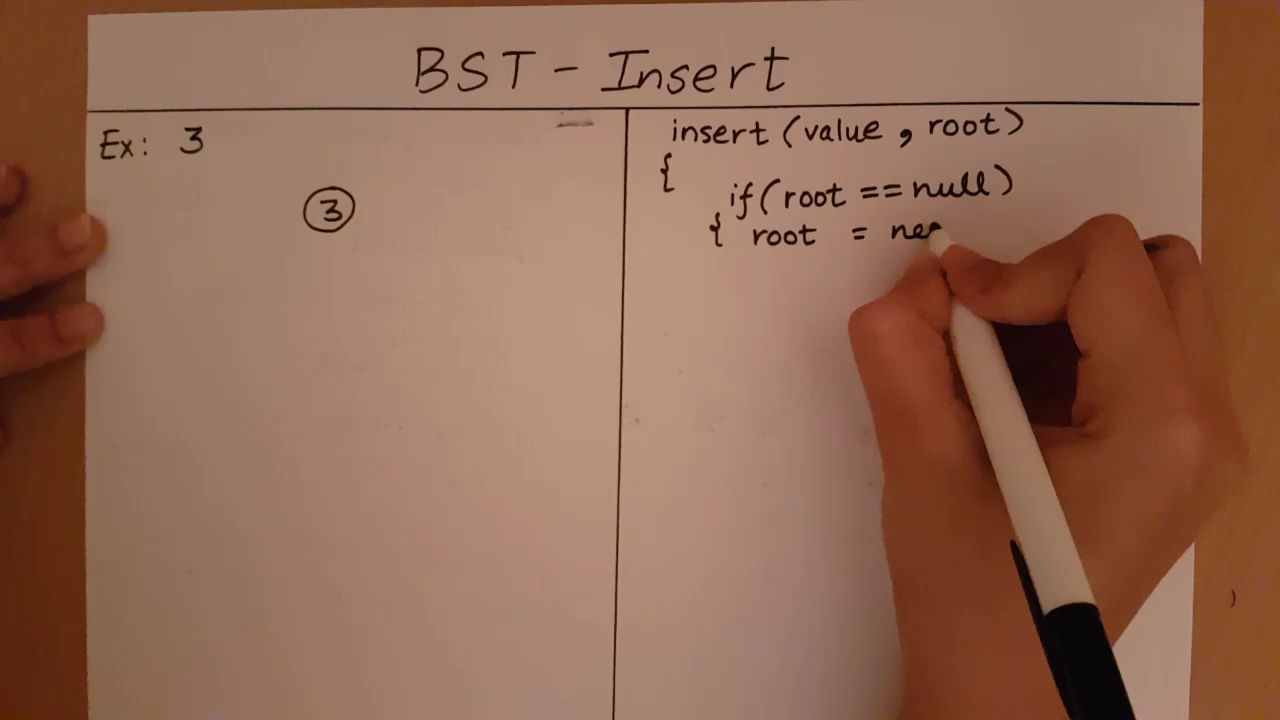 BST - Insert
Ex: 3
3
insert (value , root)
{
if (root == null)
{ root = ne